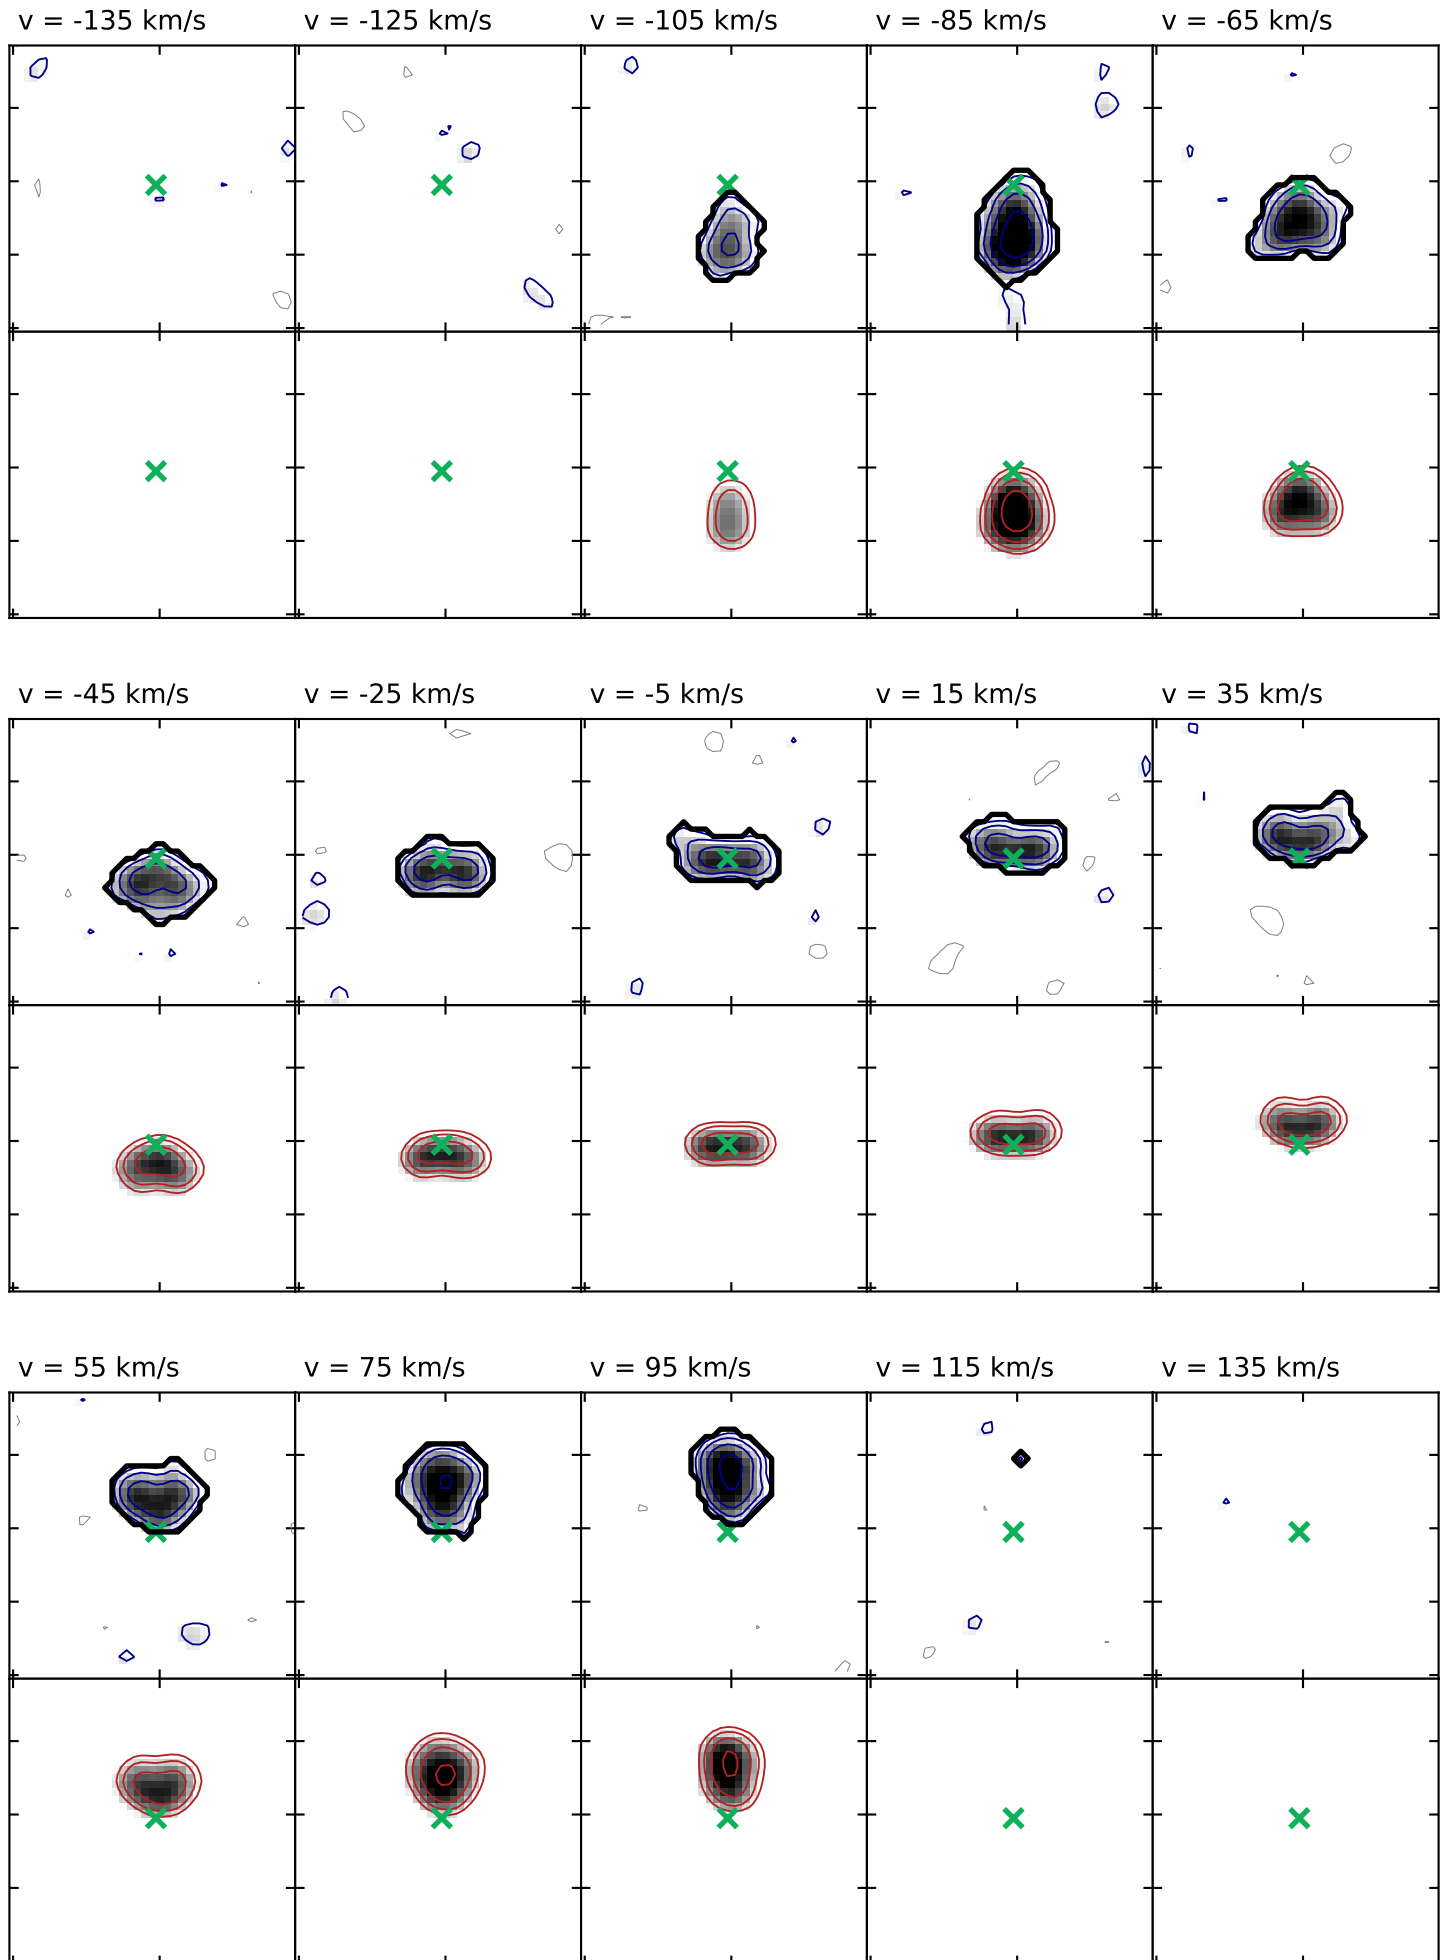 v = -135 km/s
v = -125 km/s
v = -105 km/s
v = -85 km/s
v = -65 km/s
v = -45 km/s
v = -25 km/s
v = -5 km/s
v = 15 km/s
v = 35 km/s
v = 55 km/s
v = 75 km/s
v = 95 km/s
v = 115 km/s
v = 135 km/s